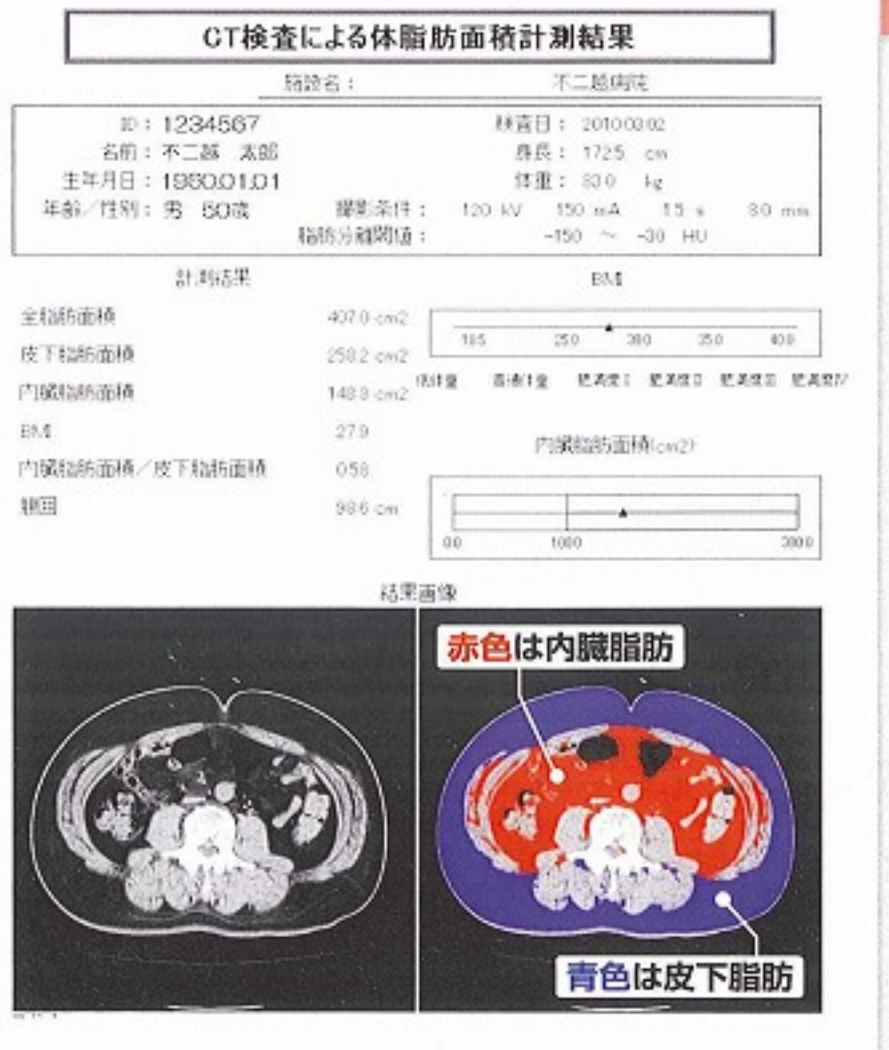 CT検査による体脂肪面積計測結果
施設名： 不二越病院
ID： 1234567 検査日： 2010.03.02
名前： 不二越 太郎 身長： 172.5 cm
生年月日： 1960.01.01 体重： 83.0 kg
年齢／性別： 男 50歳 撮影条件： 120 kV 150 mA 1.5 s 8.0 mm
脂肪分離閾値： -150 ～ -30 HU
計測結果 BMI
全脂肪面積 407.0 cm2
18.5 25.0 30.0 35.0 40.0
皮下脂肪面積 258.2 cm2
低体重 普通体重 肥満度Ⅰ 肥満度Ⅱ 肥満度Ⅲ 肥満度Ⅳ
内臓脂肪面積 148.8 cm2
BMI 27.9
内臓脂肪面積(cm2)
内臓脂肪面積／皮下脂肪面積 0.58
腹囲 98.6 cm
0.0 100.0 300.0
結果画像
赤色は内臓脂肪
青色は皮下脂肪